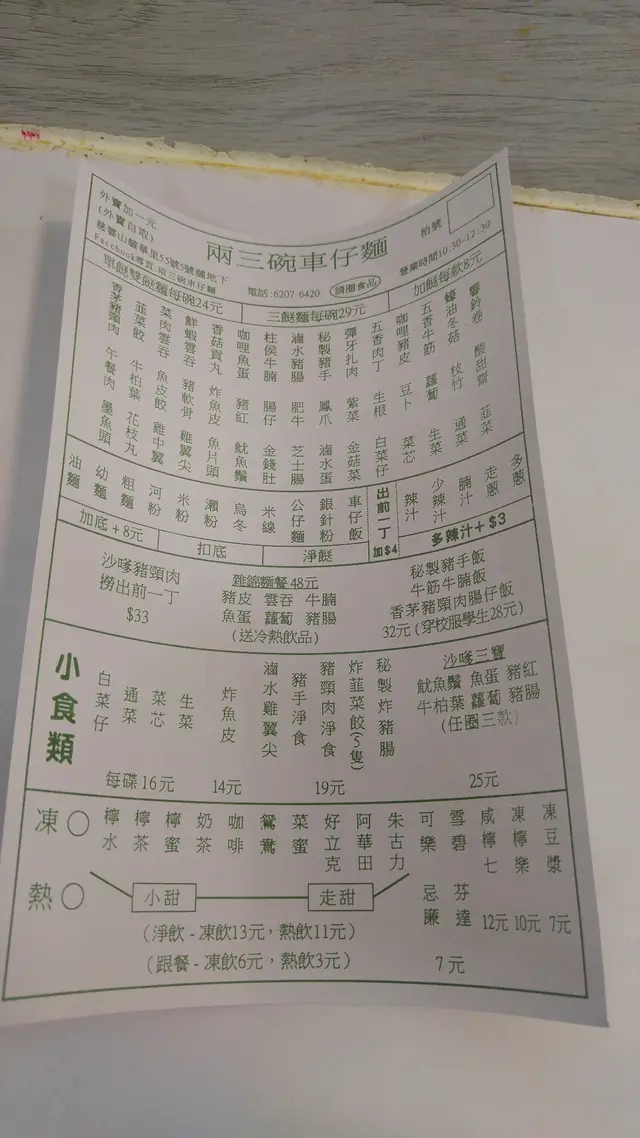 外賣加一元
(外賣自取)
慈雲山毓華里55號5號舖地下
Facebook專頁:兩三碗車仔麵
兩三碗車仔麵
枱號
電話:6207 6420
請圈食品
營業時間10:30-12:30
單餸雙餸麵每碗24元
三餸麵每碗29元
加餸每款8元
香茅豬頸肉
韮菜餃
菜肉雲吞
鮮蝦雲吞
香菇貢丸
咖哩魚蛋
柱侯牛腩
滷水豬腸
秘製豬手
彈牙扎肉
五香肉丁
咖哩豬皮
五香牛筋
蠔油冬菇
響鈴卷
午餐肉
牛柏葉
魚皮餃
豬軟骨
炸魚皮
豬紅
腸仔
肥牛
鳳爪
紫菜
生根
豆卜
蘿蔔
枝竹
酸甜齋
墨魚頭
花枝丸
雞中翼
雞翼尖
魚片頭
魷魚鬚
金錢肚
芝士腸
滷水蛋
金菇菜
白菜仔
菜芯
生菜
通菜
韮菜
油麵
幼麵
粗麵
河粉
米粉
瀨粉
烏冬
米線
公仔麵
銀針粉
車仔飯
出前一丁
加$4
辣汁
少辣汁
腩汁
走蔥
多蔥
加底+8元
扣底
淨餸
多辣汁+$3
沙嗲豬頸肉
撈出前一丁
$33
雜錦麵餐48元
豬皮 雲吞 牛腩
魚蛋 蘿蔔 豬腸
(送冷熱飲品)
秘製豬手飯
牛筋牛腩飯
香茅豬頸肉腸仔飯
32元(穿校服學生28元)
小食類
白菜仔
通菜
菜芯
生菜
炸魚皮
滷水雞翼尖
豬手淨食
豬頸肉淨食
炸韮菜餃(5隻)
秘製炸豬腸
沙嗲三寶
魷魚鬚 魚蛋 豬紅
牛柏葉 蘿蔔 豬腸
(任圈三款)
每碟16元
14元
19元
25元
凍○
檸水
檸茶
檸蜜
奶茶
咖啡
鴛鴦
菜蜜
好立克
阿華田
朱古力
可樂
雪碧
咸檸七
凍檸樂
凍豆漿
熱○
小甜
走甜
忌廉
芬達
12元
10元
7元
(淨飲 - 凍飲13元,熱飲11元)
(跟餐 - 凍飲6元,熱飲3元)
7元